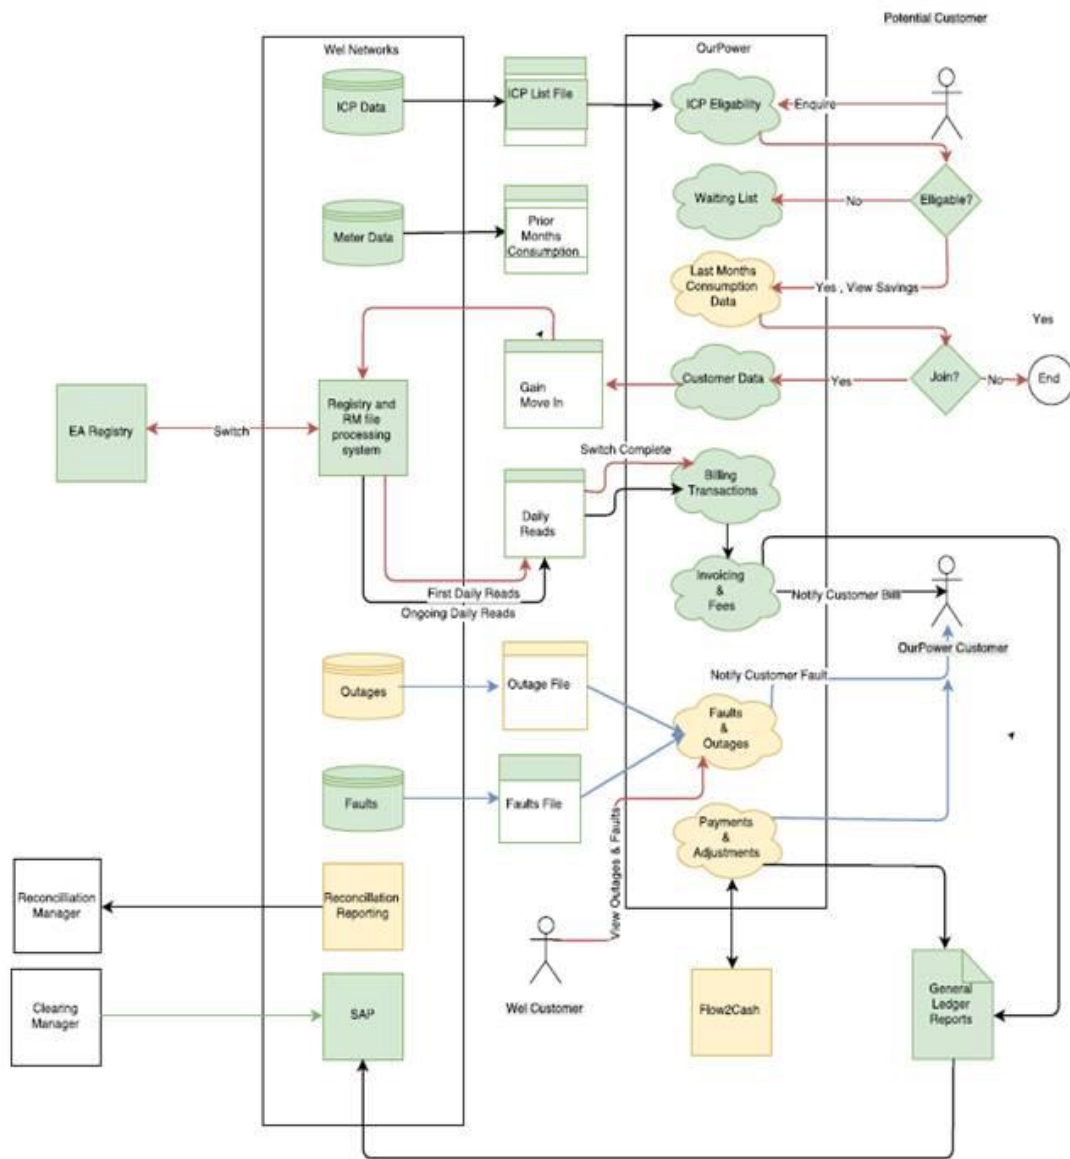 Potential Customer
Wel Networks
OurPower
ICP Data
ICP List File
ICP Eligability
Enquire
Meter Data
Prior
Months
Consumption
Waiting List
No
Elligable?
Last Months
Consumption
Data
Yes , View Savings
Yes
EA Registry
Switch
Registry and
RM file
processing
system
Gain
Move In
Customer Data
Yes
Join?
No
End
Switch Complete
Daily
Reads
Billing
Transactions
First Daily Reads
Ongoing Daily Reads
Invoicing
&
Fees
Notify Customer Billl
OurPower Customer
Outages
Outage File
Notify Customer Fault
Faults
&
Outages
Faults
Faults File
View Outages & Faults
Payments
&
Adjustments
Reconcilliation
Manager
Reconcillation
Reporting
Clearing
Manager
SAP
Wel Customer
Flow2Cash
General
Ledger
Reports